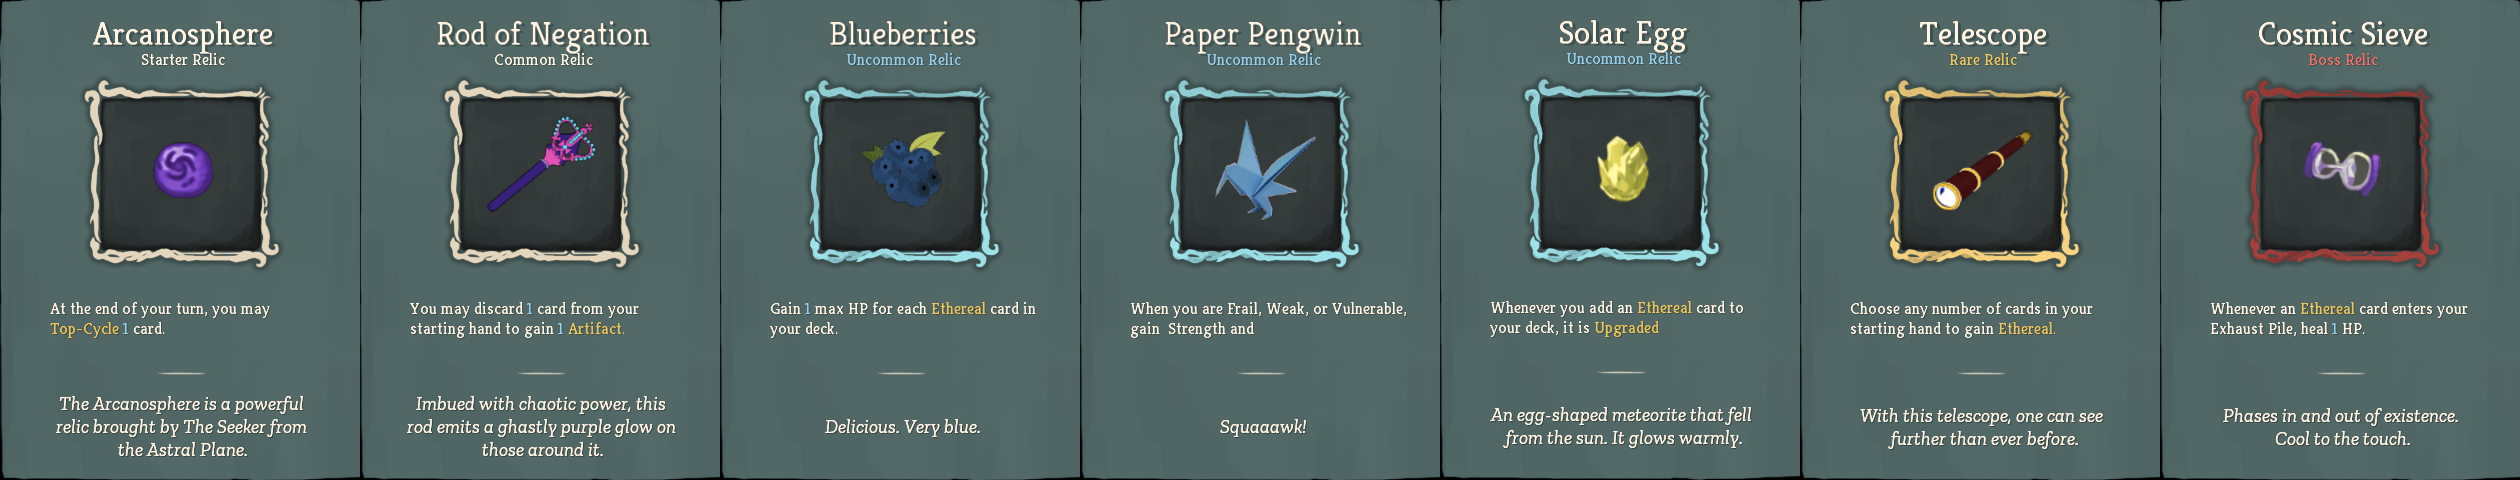 Arcanosphere
Starter Relic
At the end of your turn, you may
Top-Cycle 1 card.
The Arcanosphere is a powerful
relic brought by The Seeker from
the Astral Plane.
Rod of Negation
Common Relic
You may discard 1 card from your
starting hand to gain 1 Artifact.
Imbued with chaotic power, this
rod emits a ghastly purple glow on
those around it.
Blueberries
Uncommon Relic
Gain 1 max HP for each Ethereal card in
your deck.
Delicious. Very blue.
Paper Pengwin
Uncommon Relic
When you are Frail, Weak, or Vulnerable,
gain Strength and
Squaaawk!
Solar Egg
Uncommon Relic
Whenever you add an Ethereal card to
your deck, it is Upgraded
An egg-shaped meteorite that fell
from the sun. It glows warmly.
Telescope
Rare Relic
Choose any number of cards in your
starting hand to gain Ethereal.
With this telescope, one can see
further than ever before.
Cosmic Sieve
Boss Relic
Whenever an Ethereal card enters your
Exhaust Pile, heal 1 HP.
Phases in and out of existence.
Cool to the touch.